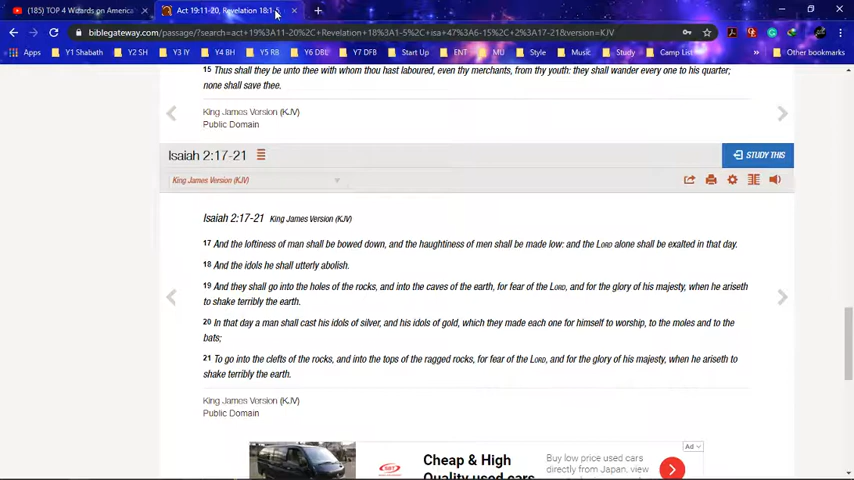 (185) TOP 4 Wizards on America
Act 19:11-20, Revelation 18:1-5
biblegateway.com/passage/?search=act+19%3A11-20%2C+Revelation+18%3A1-5%2C+isa+47%3A6-15%2C+2%3A17-21&version=KJV
Apps Y1 Shabath Y2 SH Y3 IY Y4 BH Y5 RB Y6 DBL Y7 DFB Start Up ENT MU Style Music Study Camp List » Other bookmarks
15 Thus shall they be unto thee with whom thou hast laboured, even thy merchants, from thy youth: they shall wander every one to his quarter;
none shall save thee.
King James Version (KJV)
Public Domain
Isaiah 2:17-21
STUDY THIS
King James Version (KJV)
Isaiah 2:17-21 King James Version (KJV)
17 And the loftiness of man shall be bowed down, and the haughtiness of men shall be made low: and the LORD alone shall be exalted in that day.
18 And the idols he shall utterly abolish.
19 And they shall go into the holes of the rocks, and into the caves of the earth, for fear of the LORD, and for the glory of his majesty, when he ariseth
to shake terribly the earth.
20 In that day a man shall cast his idols of silver, and his idols of gold, which they made each one for himself to worship, to the moles and to the
bats;
21 To go into the clefts of the rocks, and into the tops of the ragged rocks, for fear of the LORD, and for the glory of his majesty, when he ariseth to
shake terribly the earth.
King James Version (KJV)
Public Domain
Ad
Cheap & High
Quality used cars
Buy low price used cars
directly from Japan, view
SBT